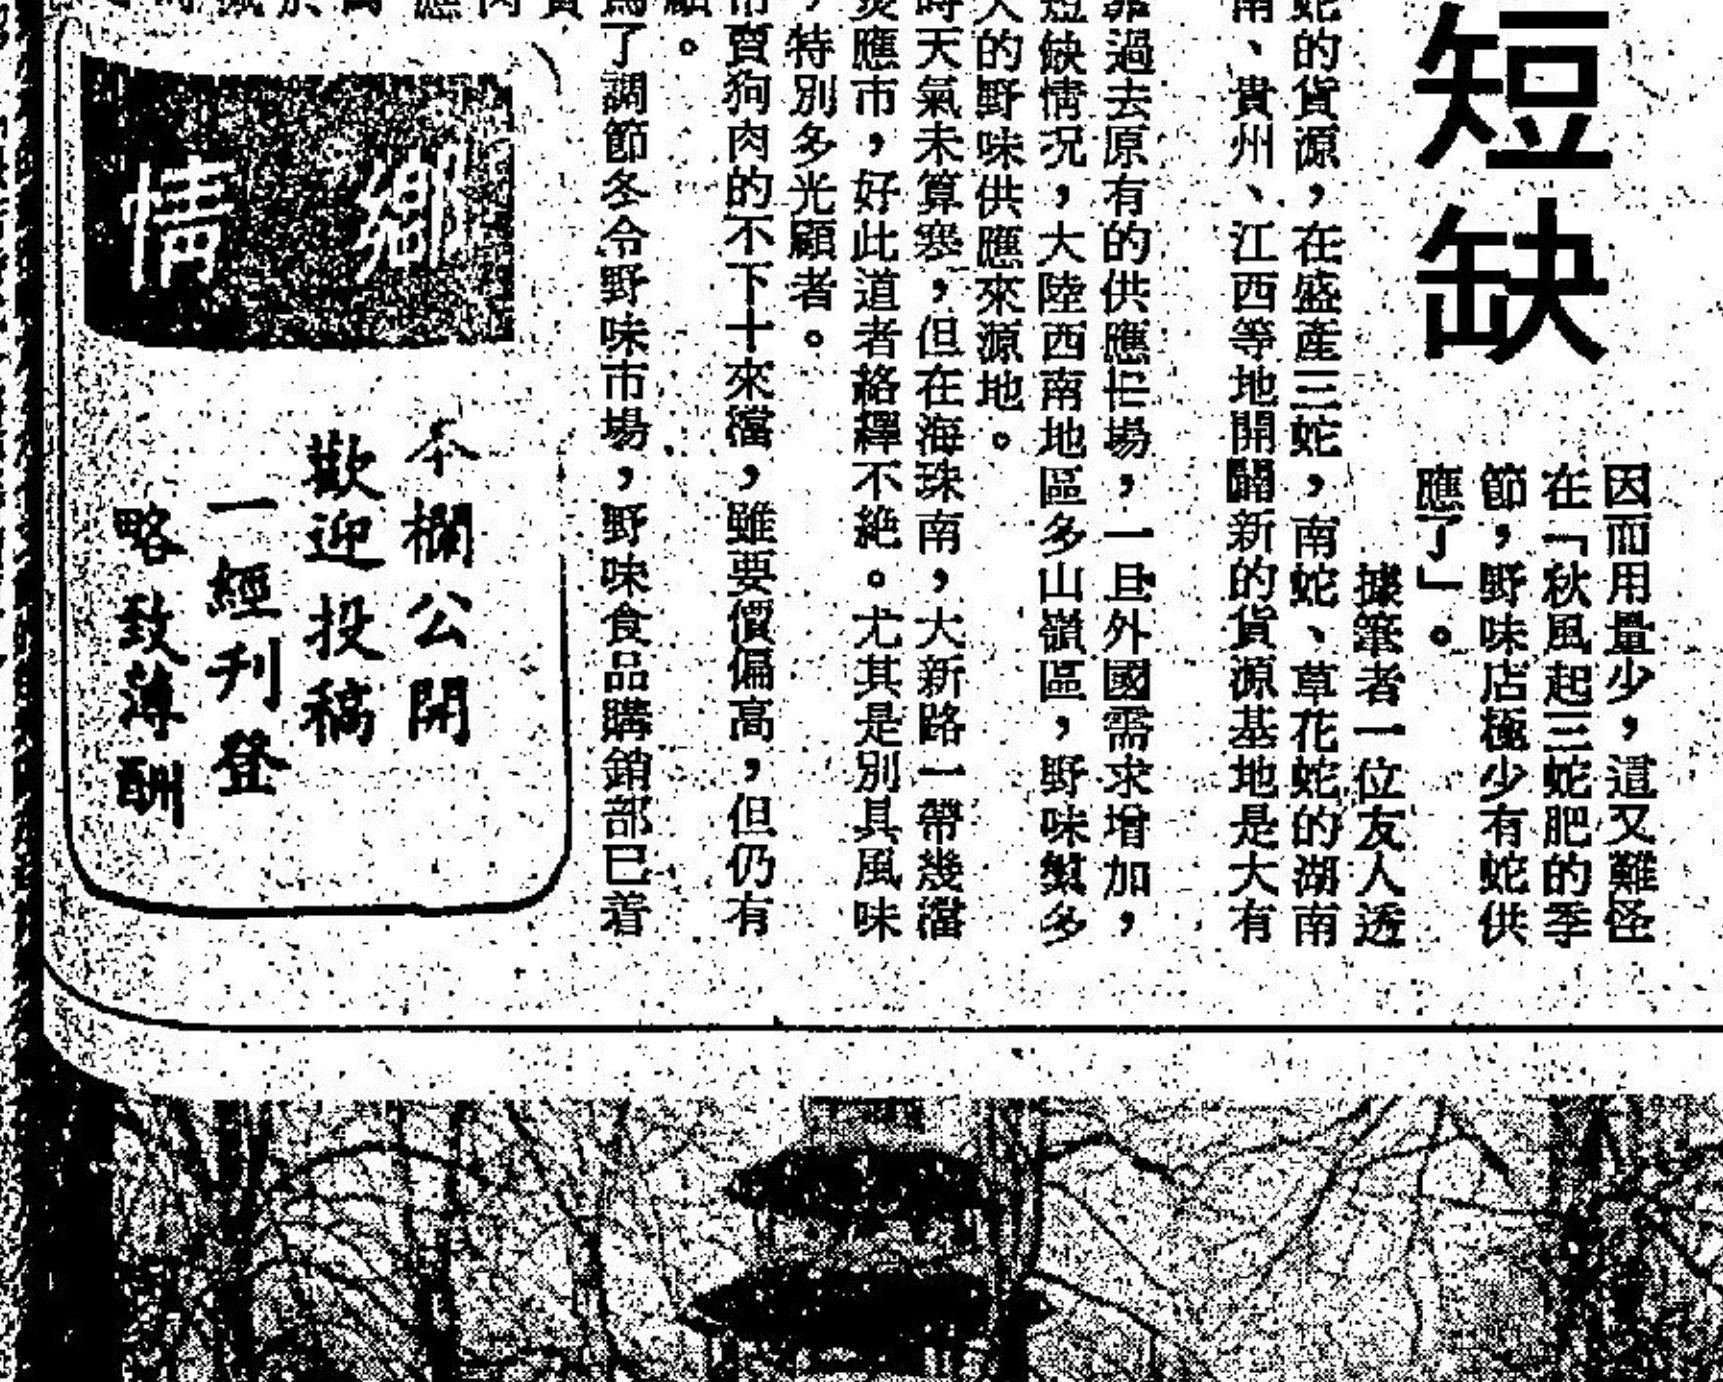 短缺
因而用量少，這又難怪
在「秋風起三蛇肥的季
節，野味店極少有蛇供
應了」。
據筆者一位友人透
蛇的貨源，在盛產三蛇，南蛇、草花蛇的湖南
南、貴州、江西等地開闢新的貨源基地是大有
靠過去原有的供應市場，一旦外國需求增加，
短缺情況，大陸西南地區多山嶺區，野味繁多
大的野味供應來源地。
時天氣未算寒，但在海珠南，大新路一帶幾檔
煲應市，好此道者絡繹不絕。尤其是別具風味
，特別多光顧者。
市賣狗肉的不下十來檔，雖要價偏高，但仍有
顧。
爲了調節冬令野味市場，野味食品購銷部已着
鄉情
本欄公開
歡迎投稿
一經刊登
略致薄酬